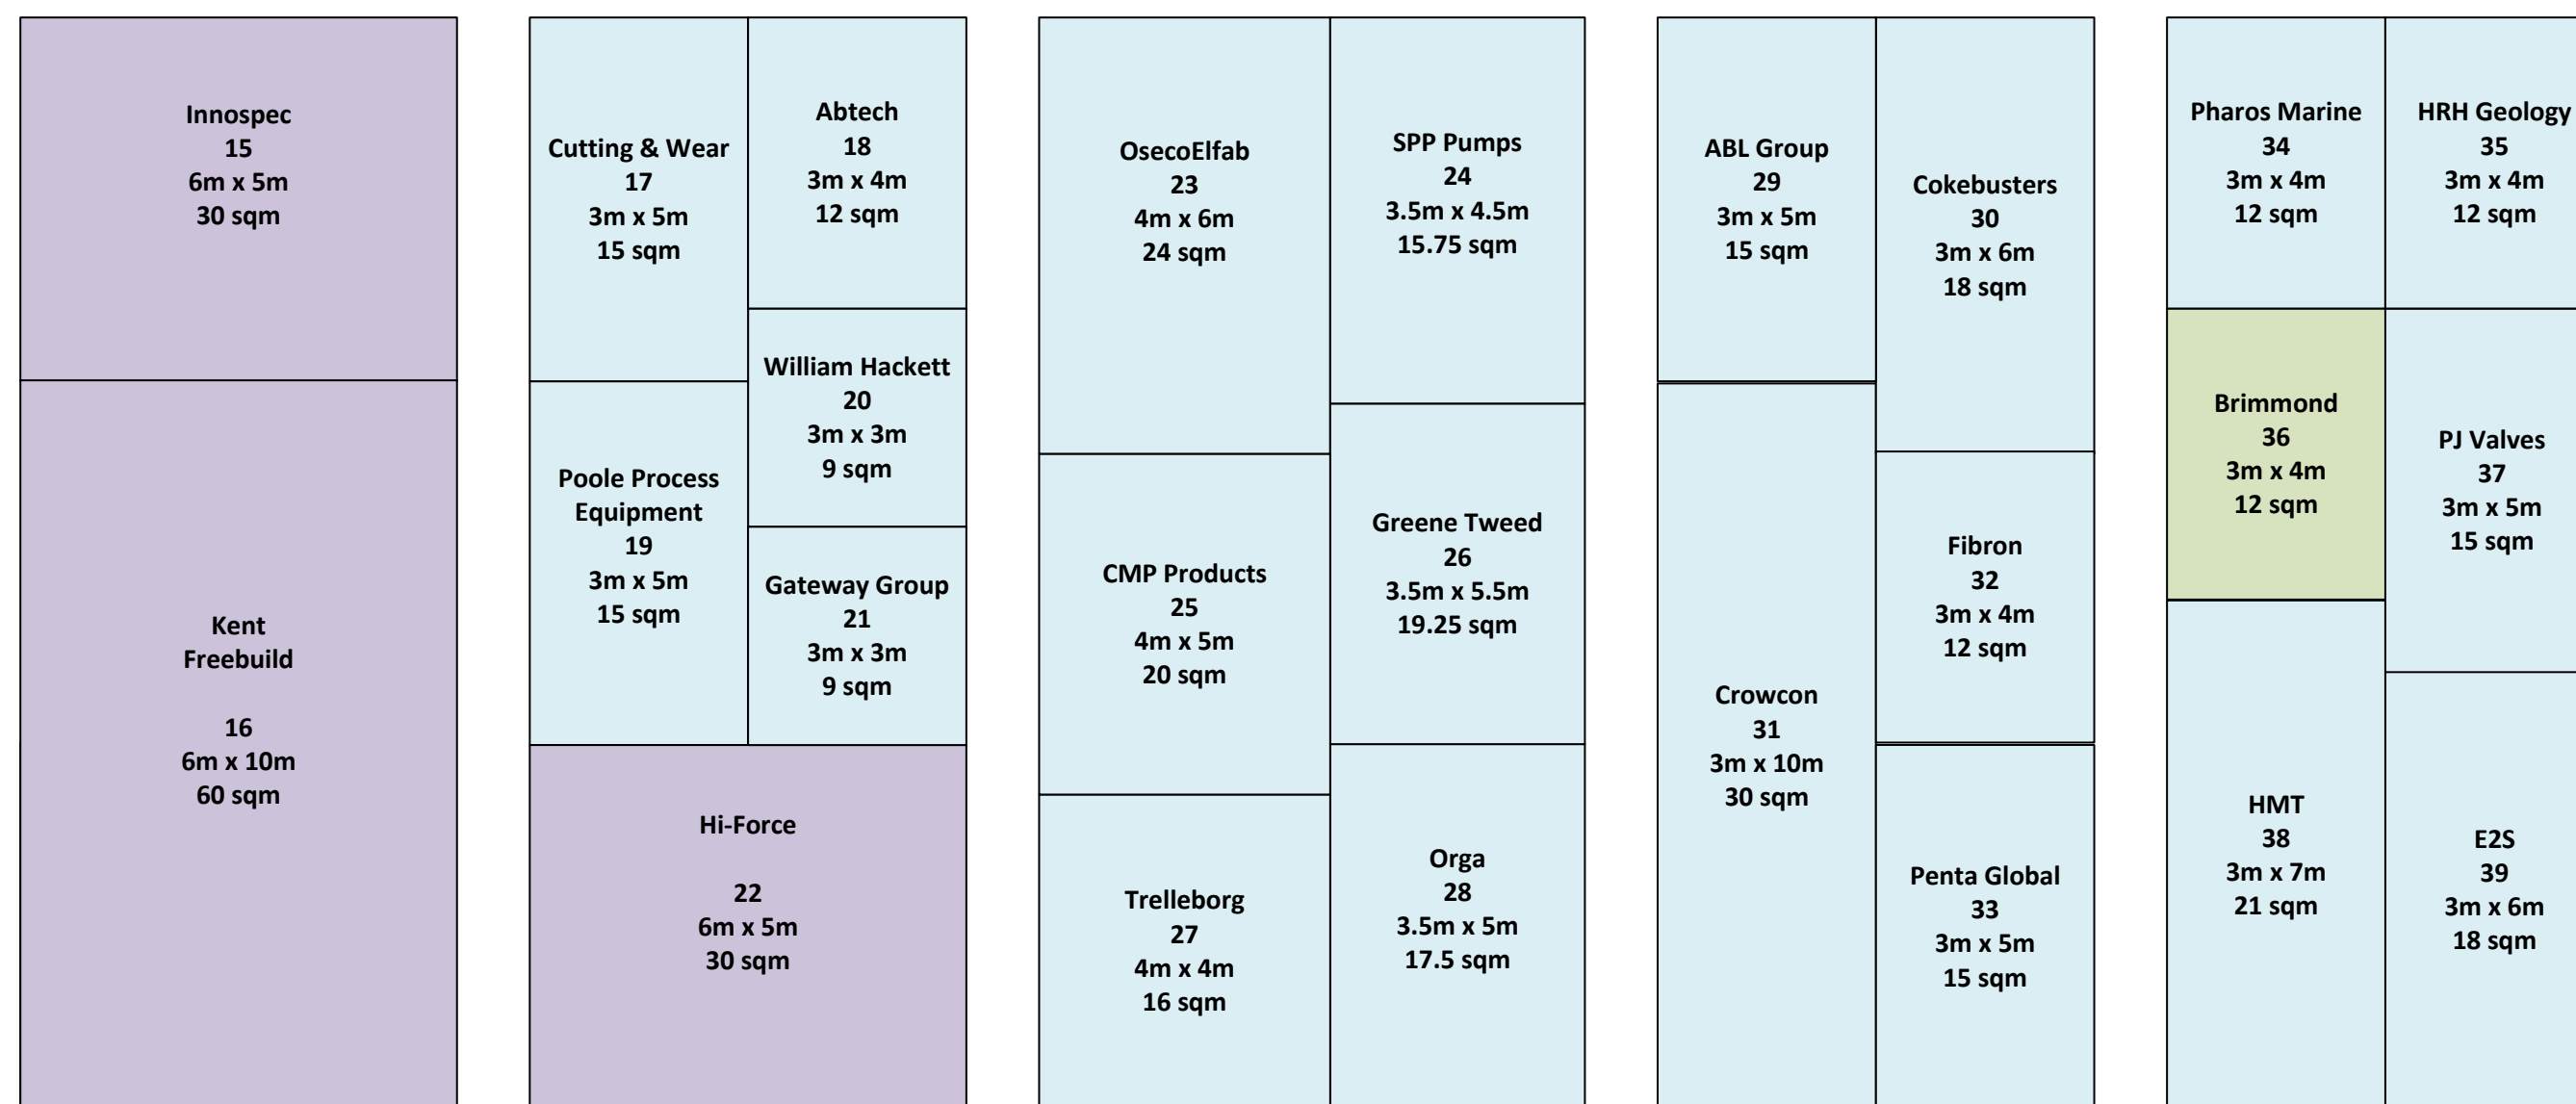 Innospec
15
6m x 5m
30 sqm
Kent
Freebuild
16
6m x 10m
60 sqm
Cutting & Wear
17
3m x 5m
15 sqm
Abtech
18
3m x 4m
12 sqm
Poole Process
Equipment
19
3m x 5m
15 sqm
William Hackett
20
3m x 3m
9 sqm
Gateway Group
21
3m x 3m
9 sqm
Hi-Force
22
6m x 5m
30 sqm
OsecoElfab
23
4m x 6m
24 sqm
SPP Pumps
24
3.5m x 4.5m
15.75 sqm
CMP Products
25
4m x 5m
20 sqm
Greene Tweed
26
3.5m x 5.5m
19.25 sqm
Trelleborg
27
4m x 4m
16 sqm
Orga
28
3.5m x 5m
17.5 sqm
ABL Group
29
3m x 5m
15 sqm
Cokebusters
30
3m x 6m
18 sqm
Crowcon
31
3m x 10m
30 sqm
Fibron
32
3m x 4m
12 sqm
Penta Global
33
3m x 5m
15 sqm
Pharos Marine
34
3m x 4m
12 sqm
HRH Geology
35
3m x 4m
12 sqm
Brimmond
36
3m x 4m
12 sqm
PJ Valves
37
3m x 5m
15 sqm
HMT
38
3m x 7m
21 sqm
E2S
39
3m x 6m
18 sqm